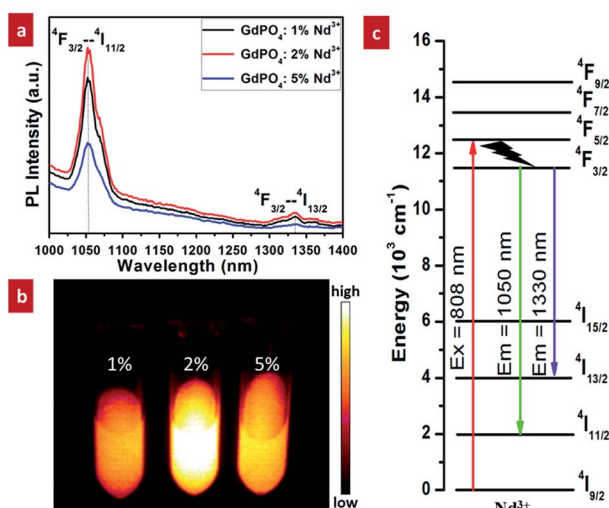 a
⁴F₃/₂--⁴I₁₁/₂
GdPO₄: 1% Nd³⁺
GdPO₄: 2% Nd³⁺
GdPO₄: 5% Nd³⁺
⁴F₃/₂--⁴I₁₃/₂
PL Intensity (a.u.)
1000 1050 1100 1150 1200 1250 1300 1350 1400
Wavelength (nm)
b
1% 2% 5%
high
low
c
16
14
12
10
8
6
4
2
0
Energy (10³ cm⁻¹)
⁴F₉/₂
⁴F₇/₂
⁴F₅/₂
⁴F₃/₂
⁴I₁₅/₂
⁴I₁₃/₂
⁴I₁₁/₂
⁴I₉/₂
Ex = 808 nm
Em = 1050 nm
Em = 1330 nm
Nd³⁺